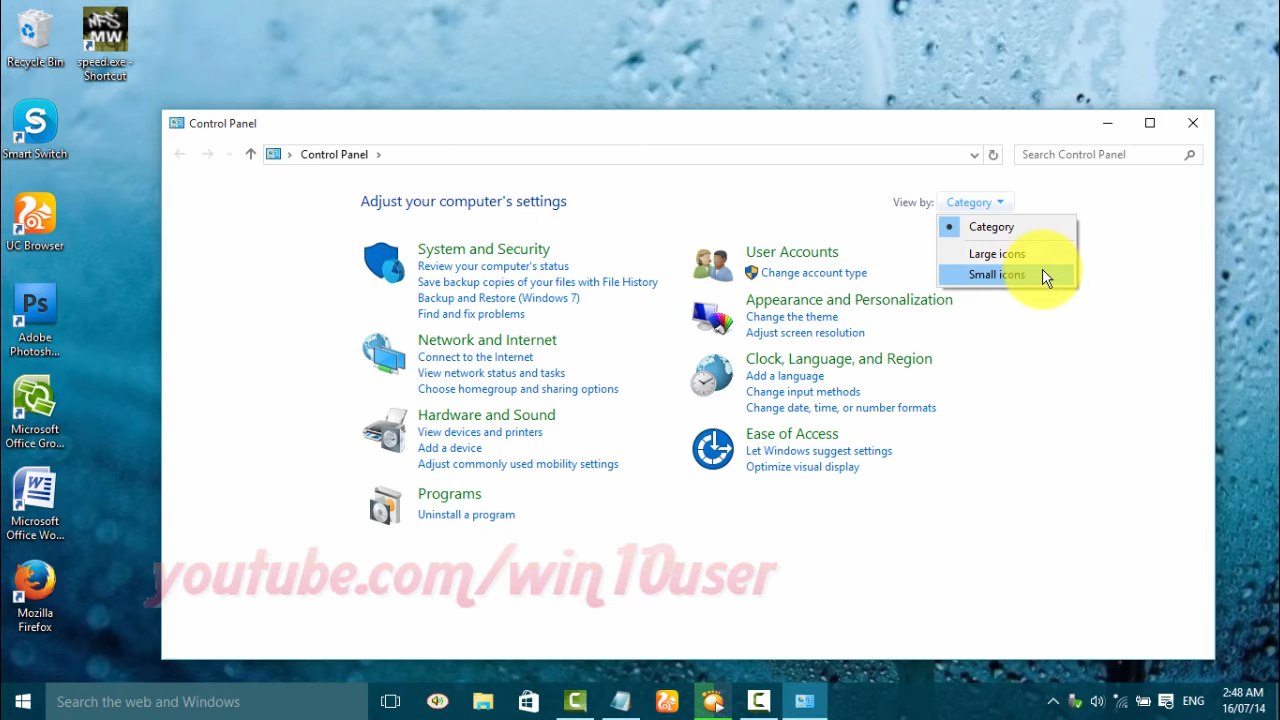 Recycle Bin
speed.exe -
Shortcut
Smart Switch
UC Browser
Ps
Adobe
Photosh...
Microsoft
Office Gro...
Microsoft
Office Wo...
Mozilla
Firefox
NFS
MW
Control Panel
Control Panel
Search Control Panel
Adjust your computer's settings
View by:
Category
Category
Large icons
Small icons
System and Security
Review your computer's status
Save backup copies of your files with File History
Backup and Restore (Windows 7)
Find and fix problems
Network and Internet
Connect to the Internet
View network status and tasks
Choose homegroup and sharing options
Hardware and Sound
View devices and printers
Add a device
Adjust commonly used mobility settings
Programs
Uninstall a program
User Accounts
Change account type
Appearance and Personalization
Change the theme
Adjust screen resolution
Clock, Language, and Region
Add a language
Change input methods
Change date, time, or number formats
Ease of Access
Let Windows suggest settings
Optimize visual display
youtube.com/win10user
Search the web and Windows
ENG
2:48 AM
16/07/14